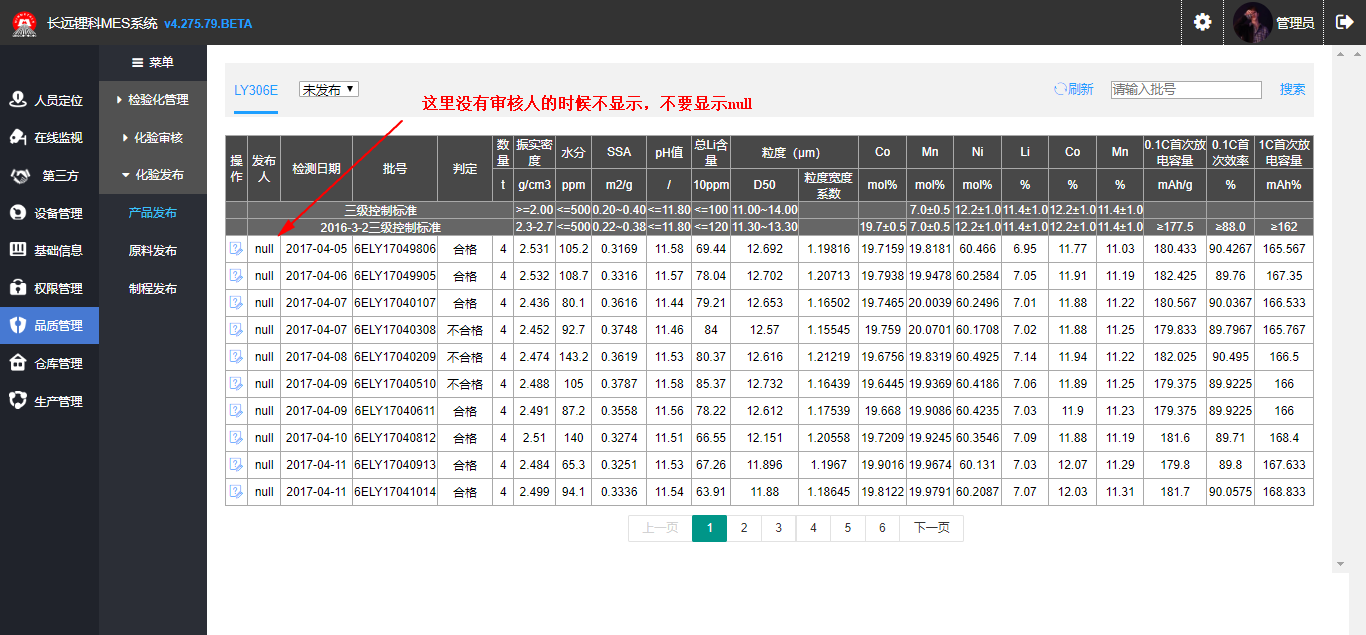 长远锂科MES系统 v4.275.79.BETA
管理员
菜单
人员定位
在线监视
第三方
设备管理
基础信息
权限管理
品质管理
仓库管理
生产管理
检验化管理
化验审核
化验发布
产品发布
原料发布
制程发布
LY306E 未发布 刷新 请输入批号 搜索
这里没有审核人的时候不显示，不要显示null
操作 发布人 检测日期 批号 判定 数量 振实密度 水分 SSA pH值 总Li含量 粒度（μm） Co Mn Ni Li Co Mn 0.1C首次放电容量 0.1C首次效率 1C首次放电容量
t g/cm3 ppm m2/g / 10ppm D50 粒度宽度系数 mol% mol% mol% % % % mAh/g % mAh%
三级控制标准 >=2.00 <=500 0.20~0.40 <=11.80 <=100 11.00~14.00 7.0±0.5 12.2±1.0 11.4±1.0 12.2±1.0 11.4±1.0
2016-3-2三级控制标准 2.3-2.7 <=500 0.22~0.38 <=11.80 <=120 11.30~13.30 19.7±0.5 7.0±0.5 12.2±1.0 11.4±1.0 12.2±1.0 11.4±1.0 ≥177.5 ≥88.0 ≥162
null 2017-04-05 6ELY17049806 合格 4 2.531 105.2 0.3169 11.58 69.44 12.692 1.19816 19.7159 19.8181 60.466 6.95 11.77 11.03 180.433 90.4267 165.567
null 2017-04-06 6ELY17049905 合格 4 2.532 108.7 0.3316 11.57 78.04 12.702 1.20713 19.7938 19.9478 60.2584 7.05 11.91 11.19 182.425 89.76 167.35
null 2017-04-07 6ELY17040107 合格 4 2.436 80.1 0.3616 11.44 79.21 12.653 1.16502 19.7465 20.0039 60.2496 7.01 11.88 11.22 180.567 90.0367 166.533
null 2017-04-07 6ELY17040308 不合格 4 2.452 92.7 0.3748 11.46 84 12.57 1.15545 19.759 20.0701 60.1708 7.02 11.88 11.25 179.833 89.7967 165.767
null 2017-04-08 6ELY17040209 不合格 4 2.474 143.2 0.3619 11.53 80.37 12.616 1.21219 19.6756 19.8319 60.4925 7.14 11.94 11.22 182.025 90.495 166.5
null 2017-04-09 6ELY17040510 不合格 4 2.488 105 0.3787 11.58 85.37 12.732 1.16439 19.6445 19.9369 60.4186 7.06 11.89 11.25 179.375 89.9225 166
null 2017-04-09 6ELY17040611 合格 4 2.491 87.2 0.3558 11.56 78.22 12.612 1.17539 19.668 19.9086 60.4235 7.03 11.9 11.23 179.375 89.9225 166
null 2017-04-10 6ELY17040812 合格 4 2.51 140 0.3274 11.51 66.55 12.151 1.20558 19.7209 19.9245 60.3546 7.09 11.88 11.19 181.6 89.71 168.4
null 2017-04-11 6ELY17040913 合格 4 2.484 65.3 0.3251 11.53 67.26 11.896 1.1967 19.9016 19.9674 60.131 7.03 12.07 11.29 179.8 89.8 167.633
null 2017-04-11 6ELY17041014 合格 4 2.499 94.1 0.3336 11.54 63.91 11.88 1.18645 19.8122 19.9791 60.2087 7.07 12.03 11.31 181.7 90.0575 168.833
上一页 1 2 3 4 5 6 下一页